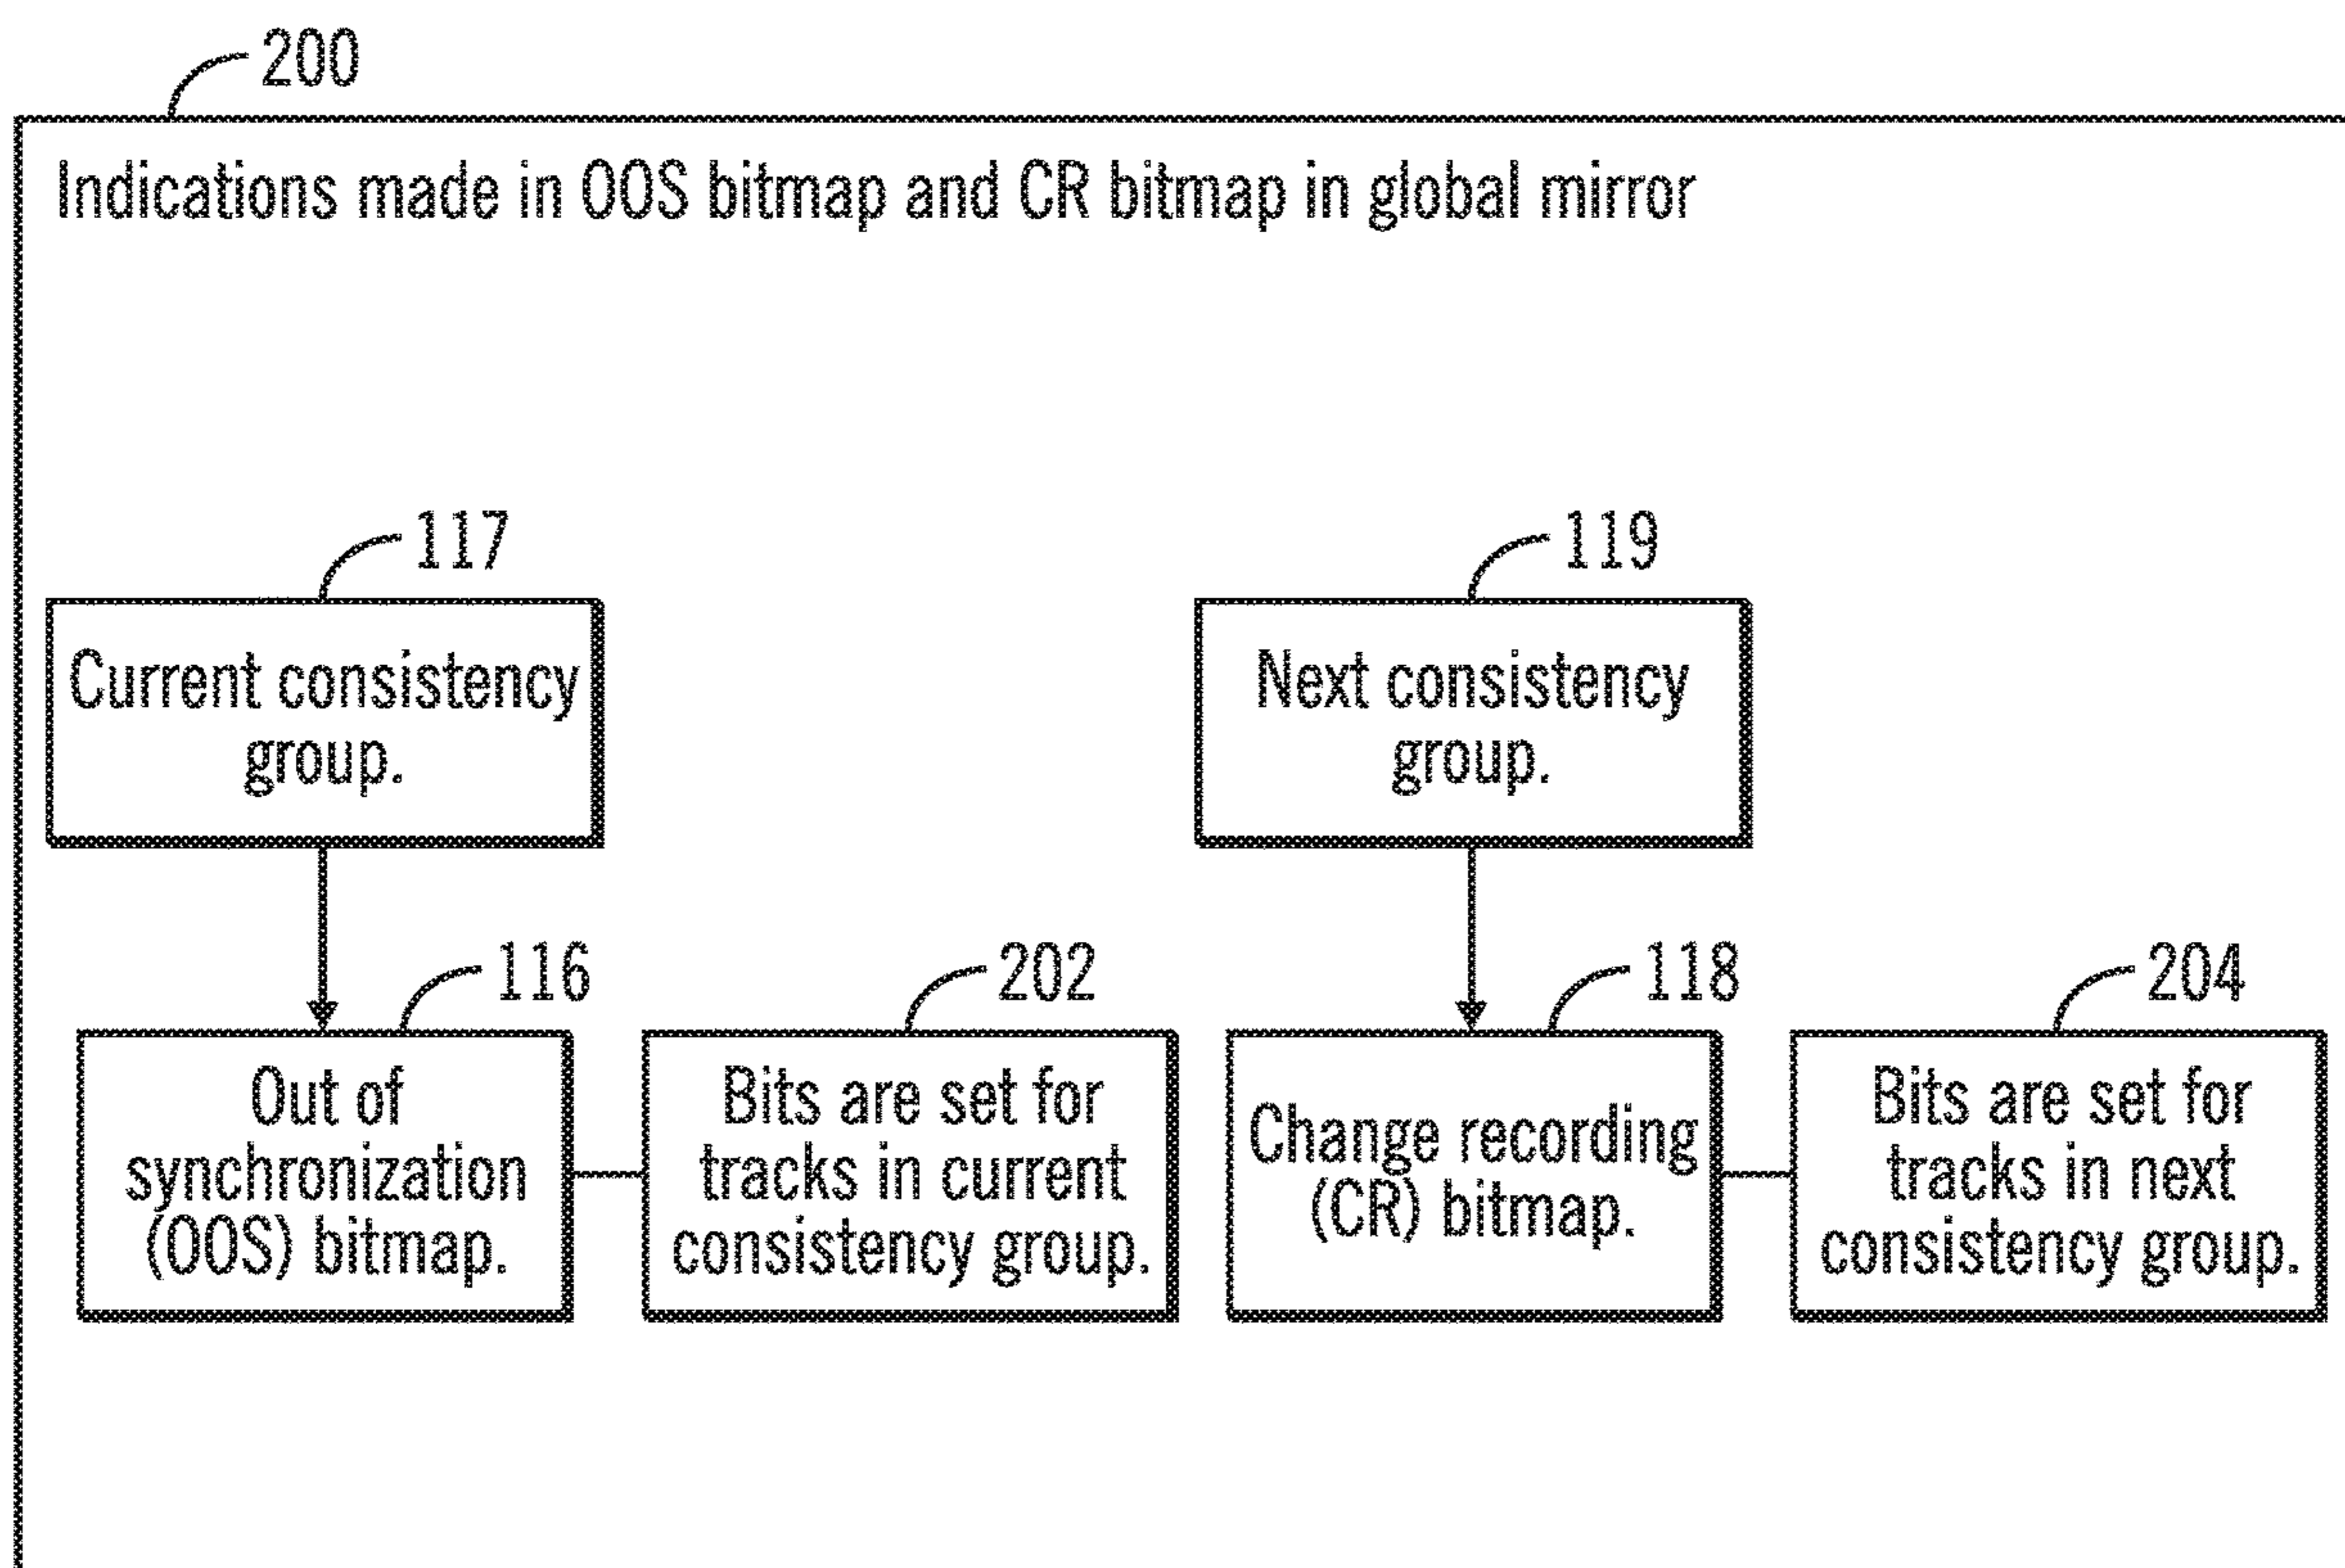 200
Indications made in OOS bitmap and CR bitmap in global mirror
117
119
Current consistency
group.
Next consistency
group.
116
202
118
204
Out of
synchronization
(OOS) bitmap.
Bits are set for
tracks in current
consistency group.
Change recording
(CR) bitmap.
Bits are set for
tracks in next
consistency group.